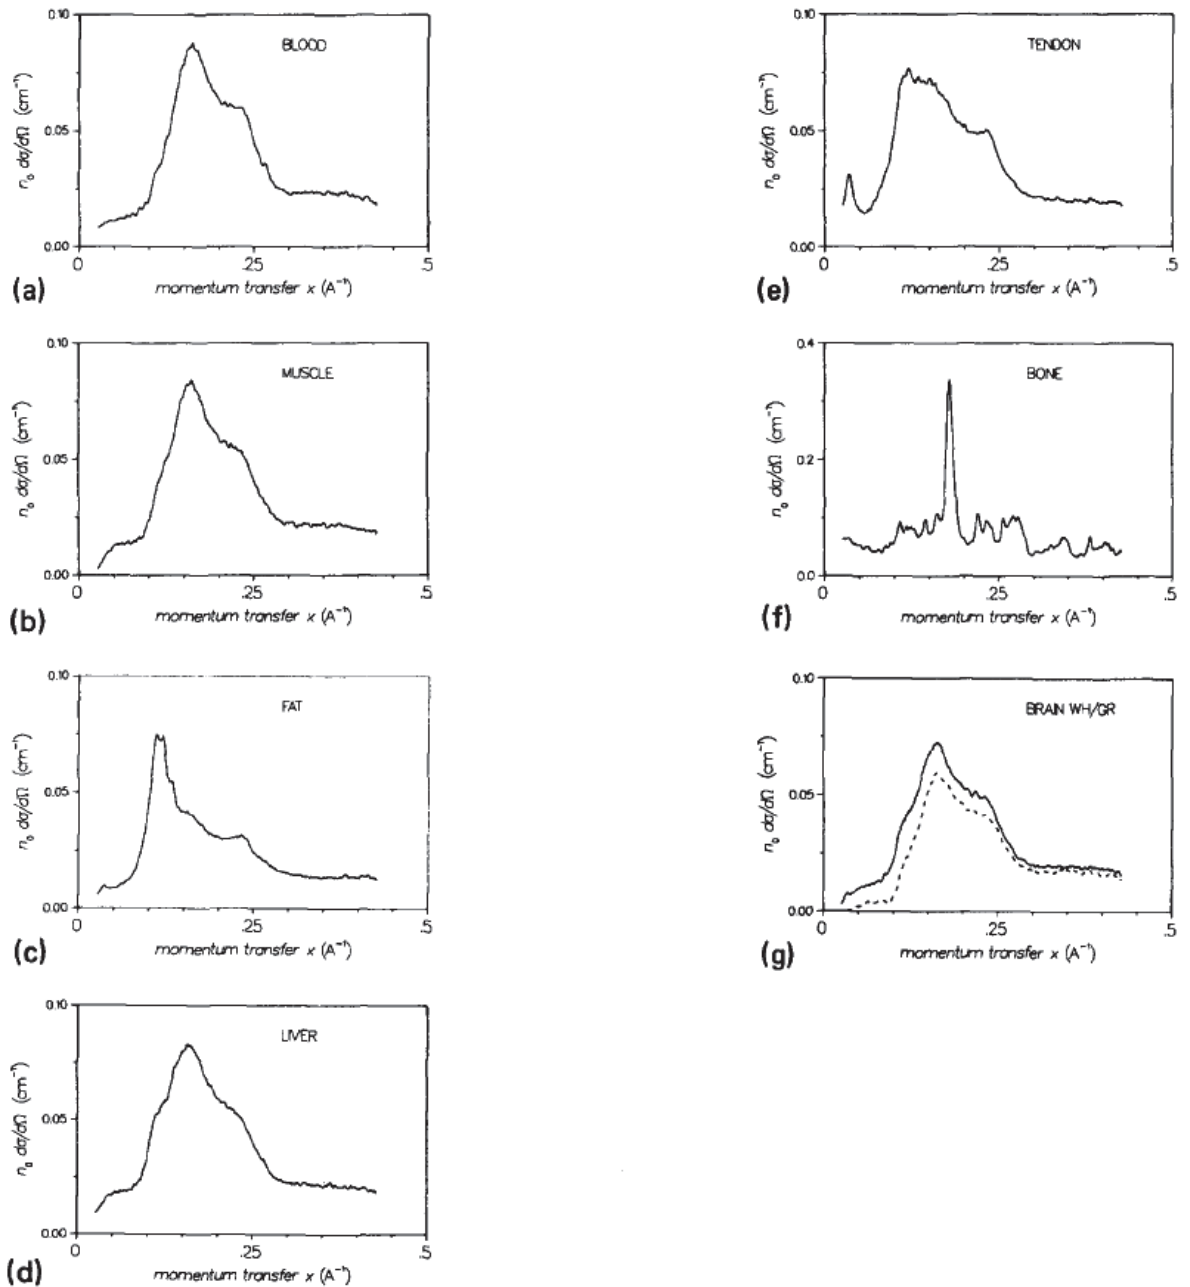 0.10
BLOOD
n₀ dσ/dΩ (cm⁻¹)
0.05
0.00
0
.25
.5
momentum transfer x (A⁻¹)
(a)
0.10
MUSCLE
n₀ dσ/dΩ (cm⁻¹)
0.05
0.00
0
.25
.5
momentum transfer x (A⁻¹)
(b)
0.10
FAT
n₀ dσ/dΩ (cm⁻¹)
0.05
0.00
0
.25
.5
momentum transfer x (A⁻¹)
(c)
0.10
LIVER
n₀ dσ/dΩ (cm⁻¹)
0.05
0.00
0
.25
.5
momentum transfer x (A⁻¹)
(d)
0.10
TENDON
n₀ dσ/dΩ (cm⁻¹)
0.05
0.00
0
.25
.5
momentum transfer x (A⁻¹)
(e)
0.4
BONE
n₀ dσ/dΩ (cm⁻¹)
0.2
0.0
0
.25
.5
momentum transfer x (A⁻¹)
(f)
0.10
BRAIN WH/GR
n₀ dσ/dΩ (cm⁻¹)
0.05
0.00
0
.25
.5
momentum transfer x (A⁻¹)
(g)